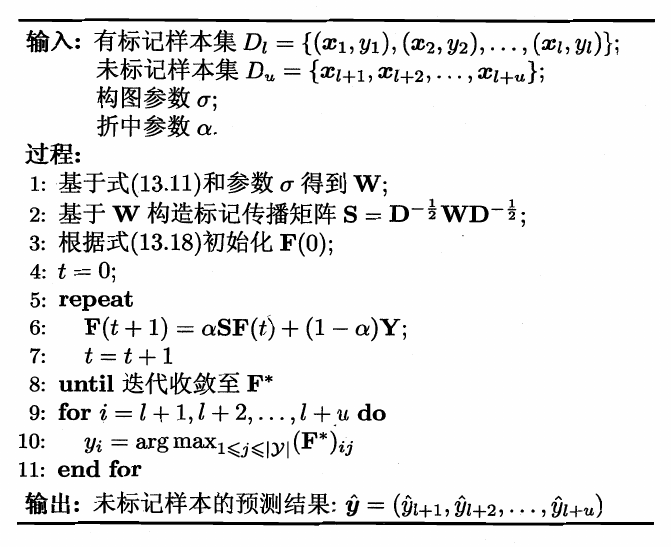 输入: 有标记样本集 $D_l = \{(\boldsymbol{x}_1, y_1), (\boldsymbol{x}_2, y_2), \ldots, (\boldsymbol{x}_l, y_l)\}$;
未标记样本集 $D_u = \{\boldsymbol{x}_{l+1}, \boldsymbol{x}_{l+2}, \ldots, \boldsymbol{x}_{l+u}\}$;
构图参数 $\sigma$;
折中参数 $\alpha$.
过程:
1: 基于式(13.11)和参数 $\sigma$ 得到 $\mathbf{W}$;
2: 基于 $\mathbf{W}$ 构造标记传播矩阵 $\mathbf{S} = \mathbf{D}^{-\frac{1}{2}}\mathbf{W}\mathbf{D}^{-\frac{1}{2}}$;
3: 根据式(13.18)初始化 $\mathbf{F}(0)$;
4: $t = 0$;
5: repeat
6: $\mathbf{F}(t+1) = \alpha\mathbf{S}\mathbf{F}(t) + (1-\alpha)\mathbf{Y}$;
7: $t = t + 1$
8: until 迭代收敛至 $\mathbf{F}^*$
9: for $i = l+1, l+2, \ldots, l+u$ do
10: $y_i = \arg\max_{1 \leqslant j \leqslant |\mathcal{Y}|} (\mathbf{F}^*)_{ij}$
11: end for
输出: 未标记样本的预测结果: $\hat{\boldsymbol{y}} = (\hat{y}_{l+1}, \hat{y}_{l+2}, \ldots, \hat{y}_{l+u})$